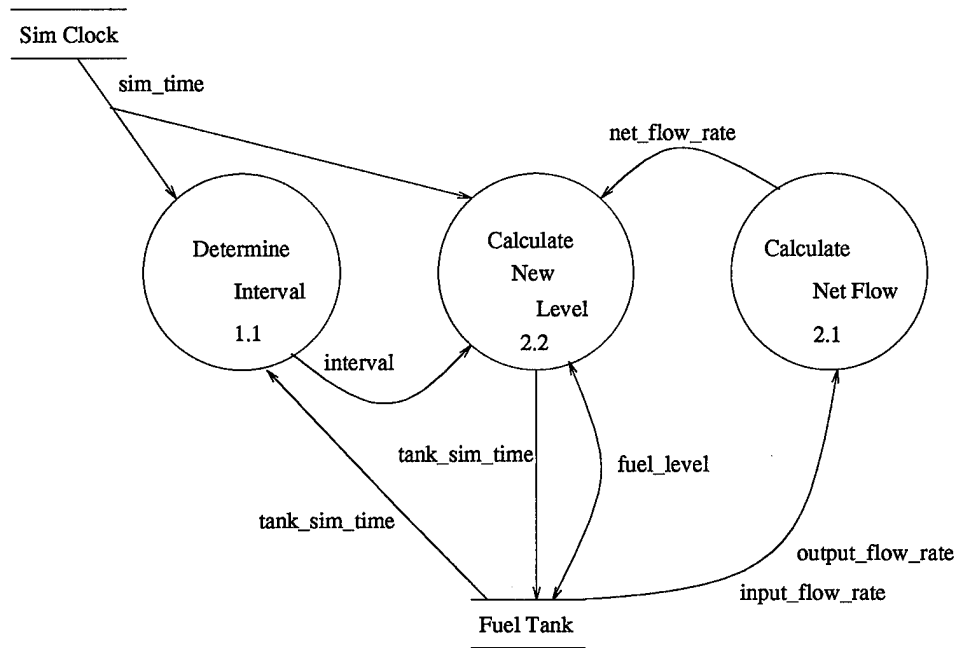 Sim Clock
sim_time
net_flow_rate
Determine
Interval
1.1
Calculate
New
Level
2.2
Calculate
Net Flow
2.1
interval
tank_sim_time
fuel_level
tank_sim_time
output_flow_rate
input_flow_rate
Fuel Tank